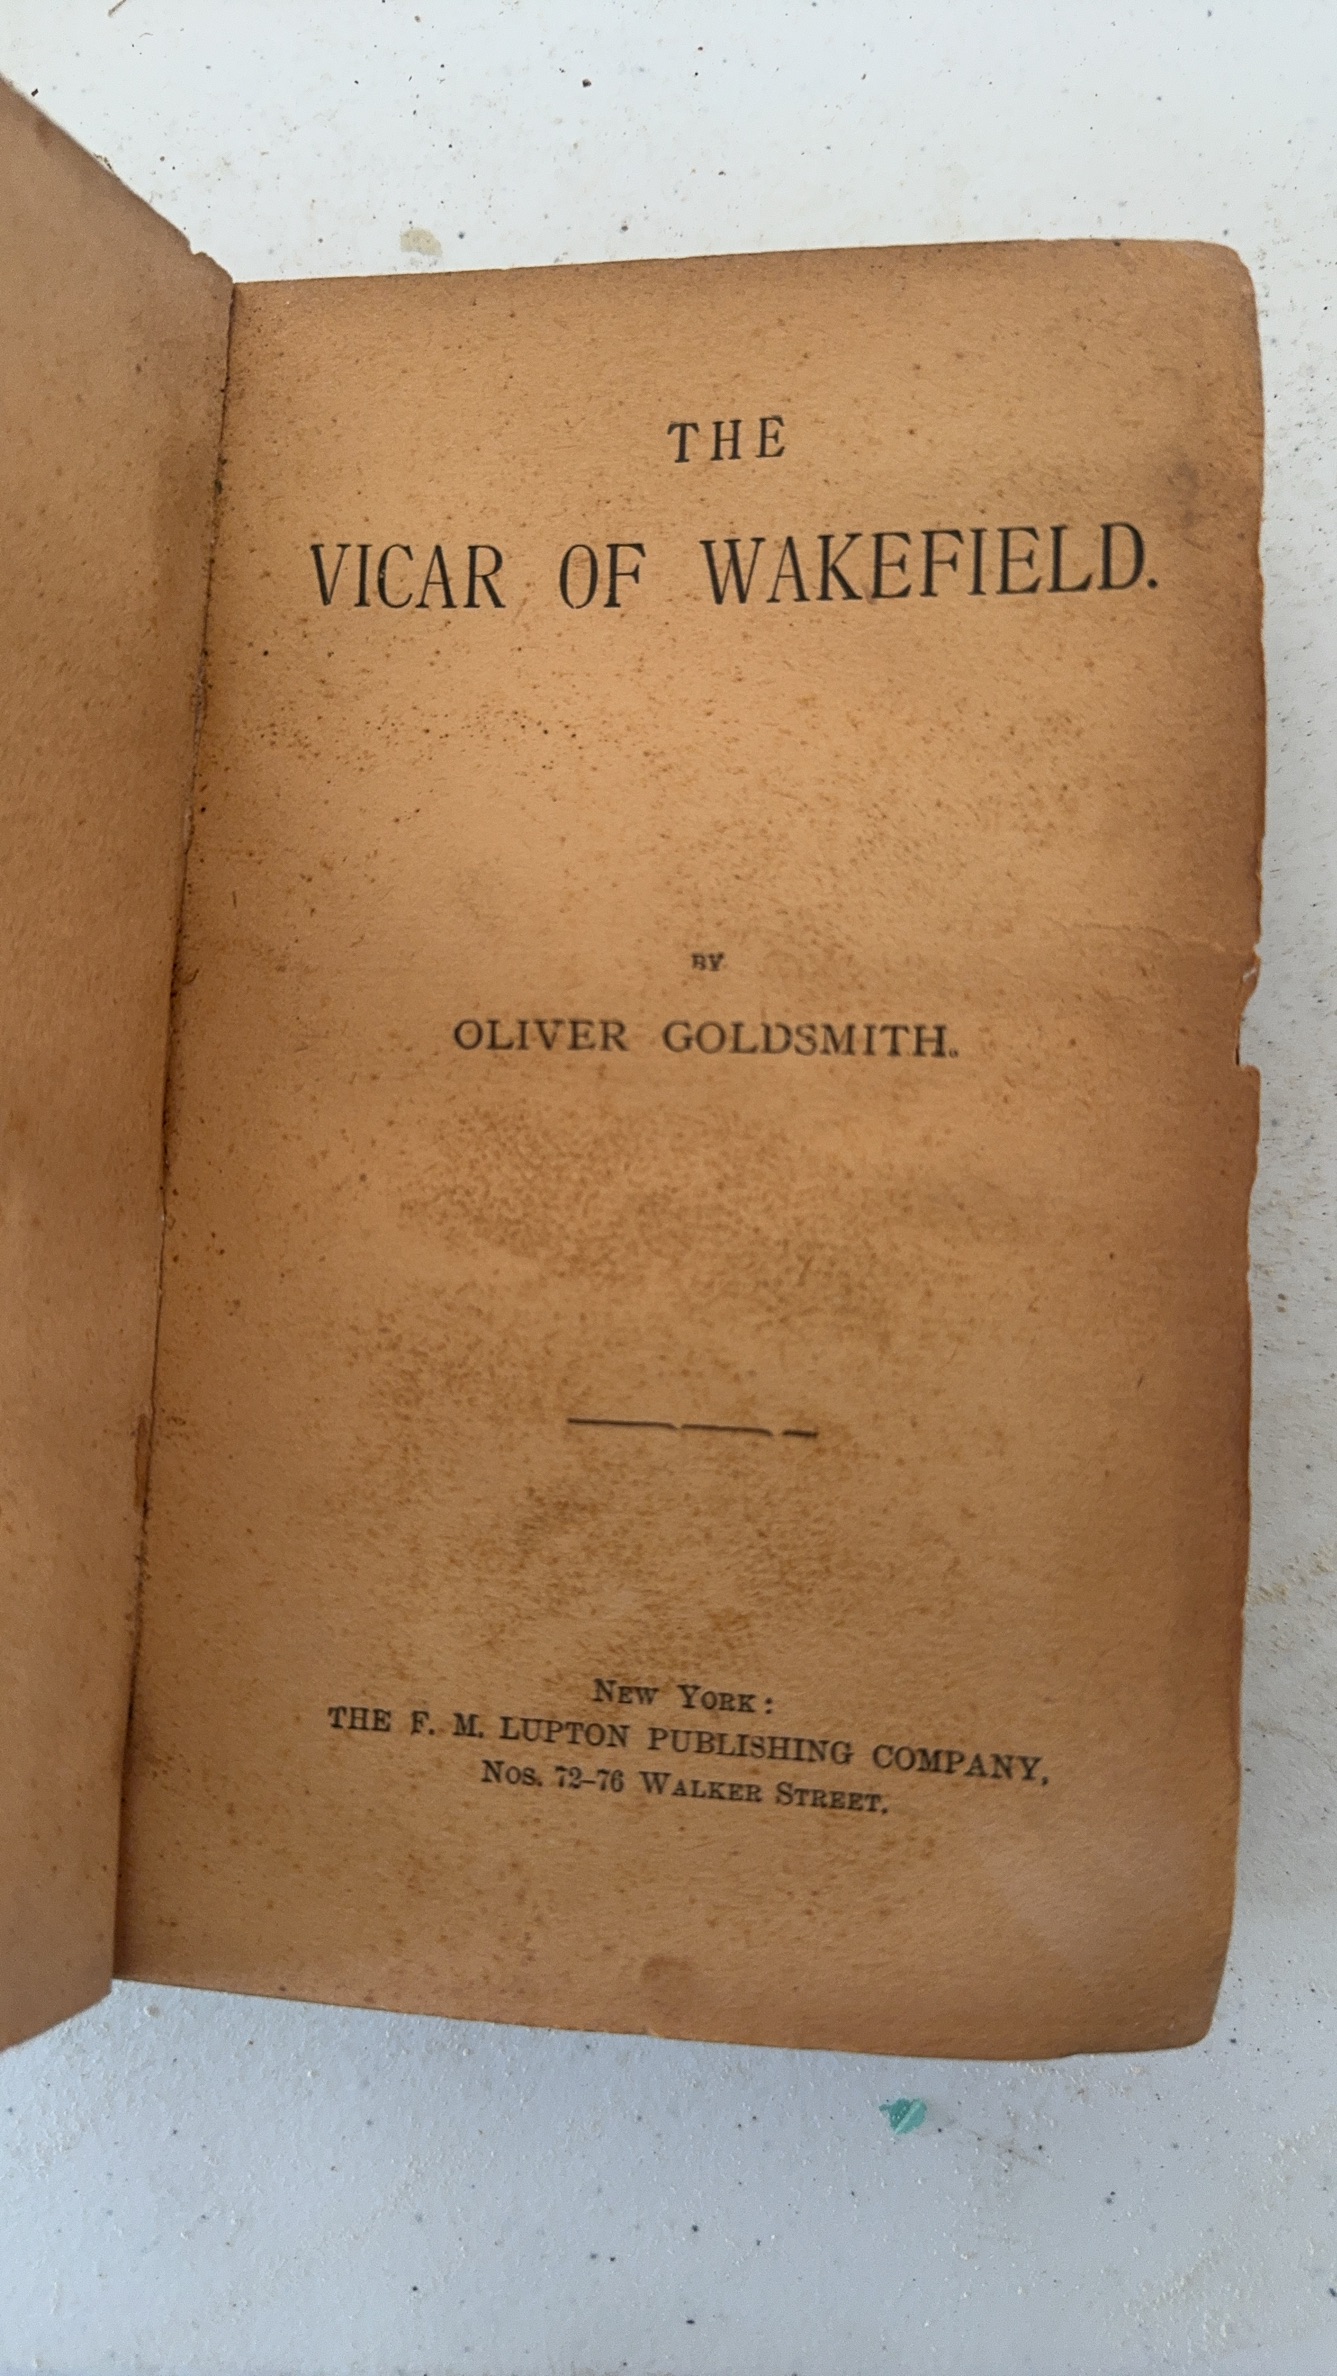 THE
VICAR OF WAKEFIELD.
BY
OLIVER GOLDSMITH.
NEW YORK:
THE F. M. LUPTON PUBLISHING COMPANY,
NOS. 72–76 WALKER STREET.